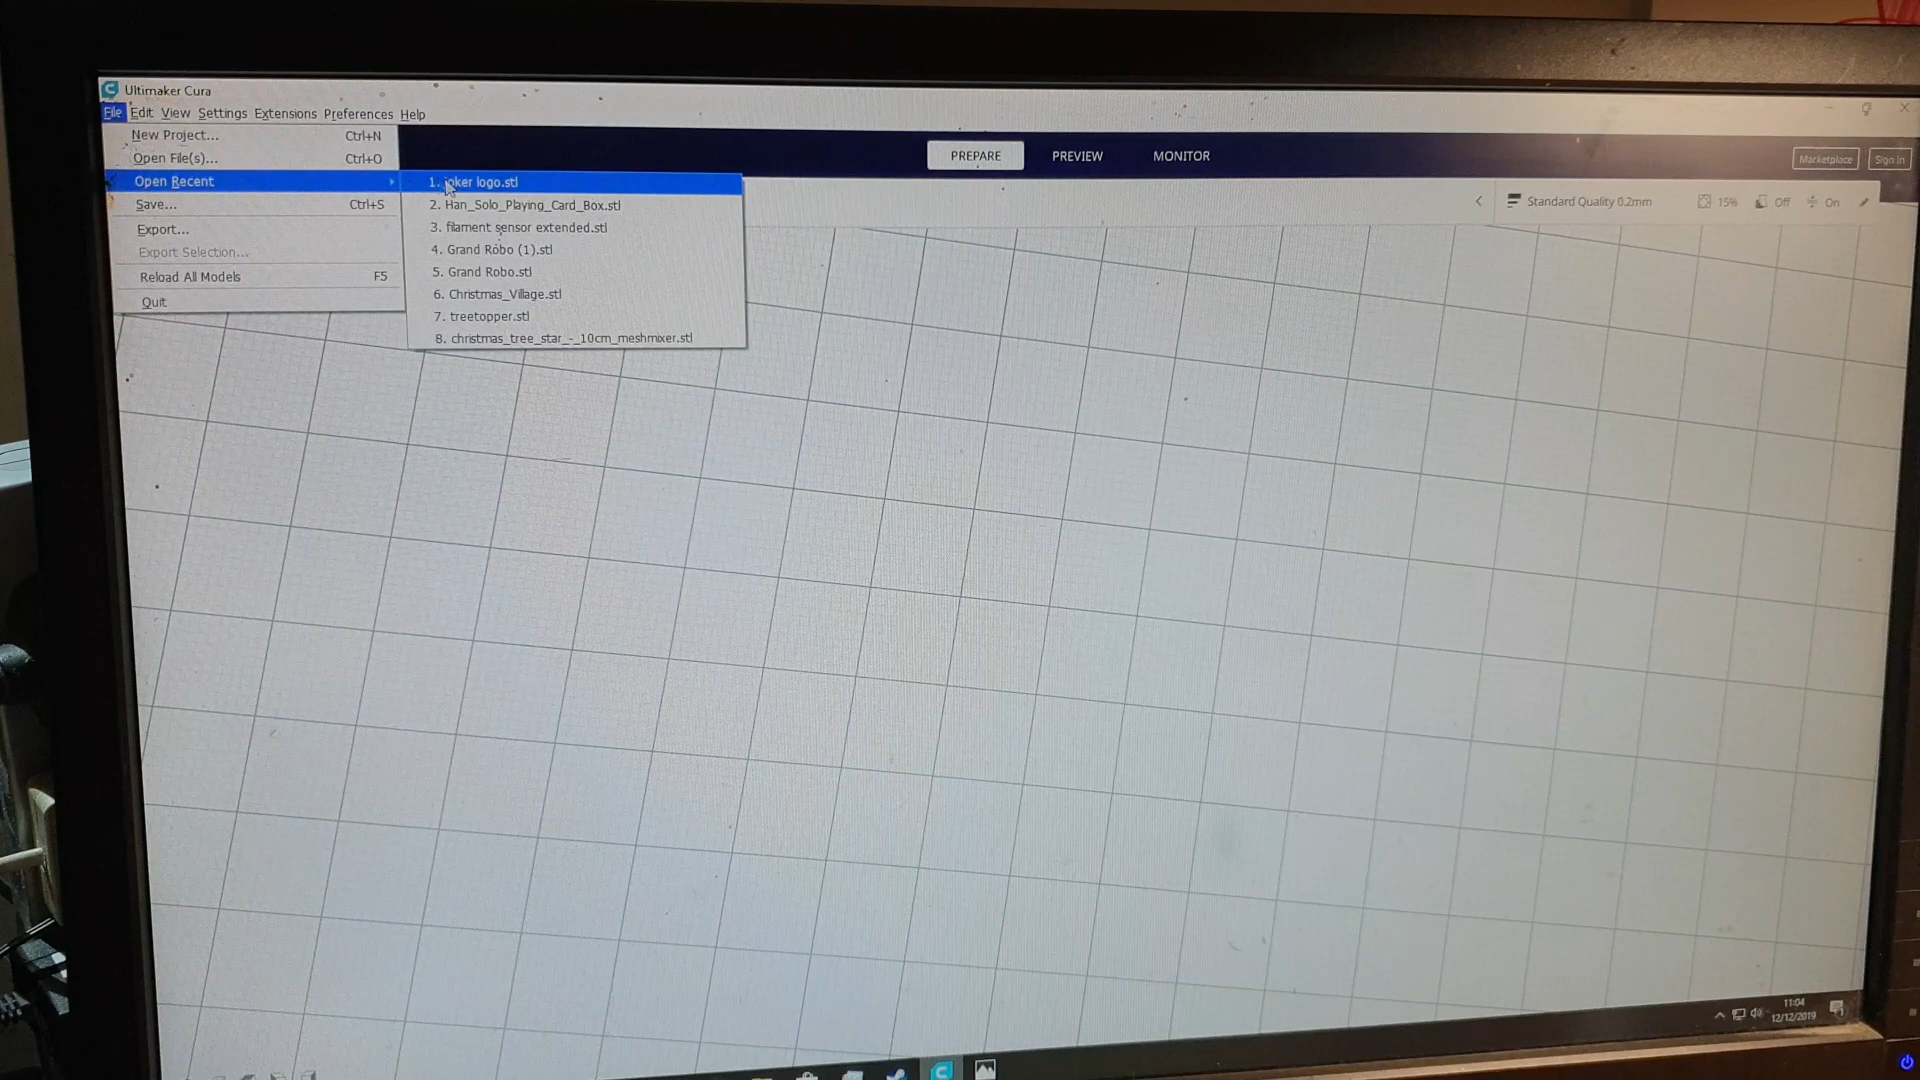 Ultimaker Cura
File Edit View Settings Extensions Preferences Help
New Project... Ctrl+N
Open File(s)... Ctrl+O
Open Recent
Save... Ctrl+S
Export...
Export Selection...
Reload All Models F5
Quit
1. joker logo.stl
2. Han_Solo_Playing_Card_Box.stl
3. filament sensor extended.stl
4. Grand Robo (1).stl
5. Grand Robo.stl
6. Christmas_Village.stl
7. treetopper.stl
8. christmas_tree_star_-_10cm_meshmixer.stl
PREPARE PREVIEW MONITOR
Marketplace Sign in
Standard Quality 0.2mm 15% Off On
11:04
12/12/2019